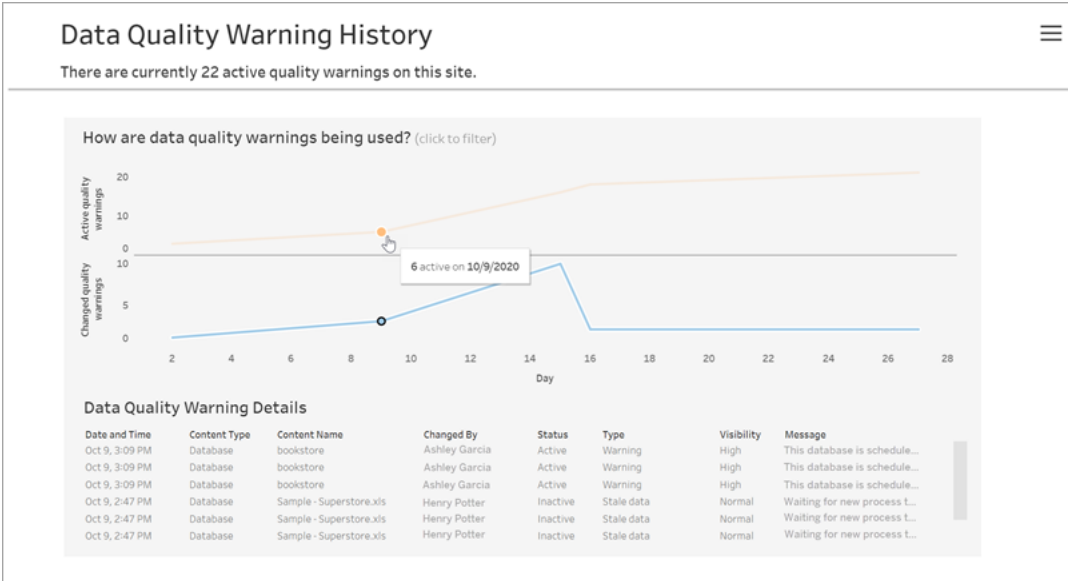 Data Quality Warning History
There are currently 22 active quality warnings on this site.
How are data quality warnings being used? (click to filter)
Active quality
warnings
20
10
0
6 active on 10/9/2020
Changed quality
warnings
10
5
0
2 4 6 8 10 12 14 16 18 20 22 24 26 28
Day
Data Quality Warning Details
Date and Time Content Type Content Name Changed By Status Type Visibility Message
Oct 9, 3:09 PM Database bookstore Ashley Garcia Active Warning High This database is schedule...
Oct 9, 3:09 PM Database bookstore Ashley Garcia Active Warning High This database is schedule...
Oct 9, 3:09 PM Database bookstore Ashley Garcia Active Warning High This database is schedule...
Oct 9, 2:47 PM Database Sample - Superstore.xls Henry Potter Inactive Stale data Normal Waiting for new process t...
Oct 9, 2:47 PM Database Sample - Superstore.xls Henry Potter Inactive Stale data Normal Waiting for new process t...
Oct 9, 2:47 PM Database Sample - Superstore.xls Henry Potter Inactive Stale data Normal Waiting for new process t...